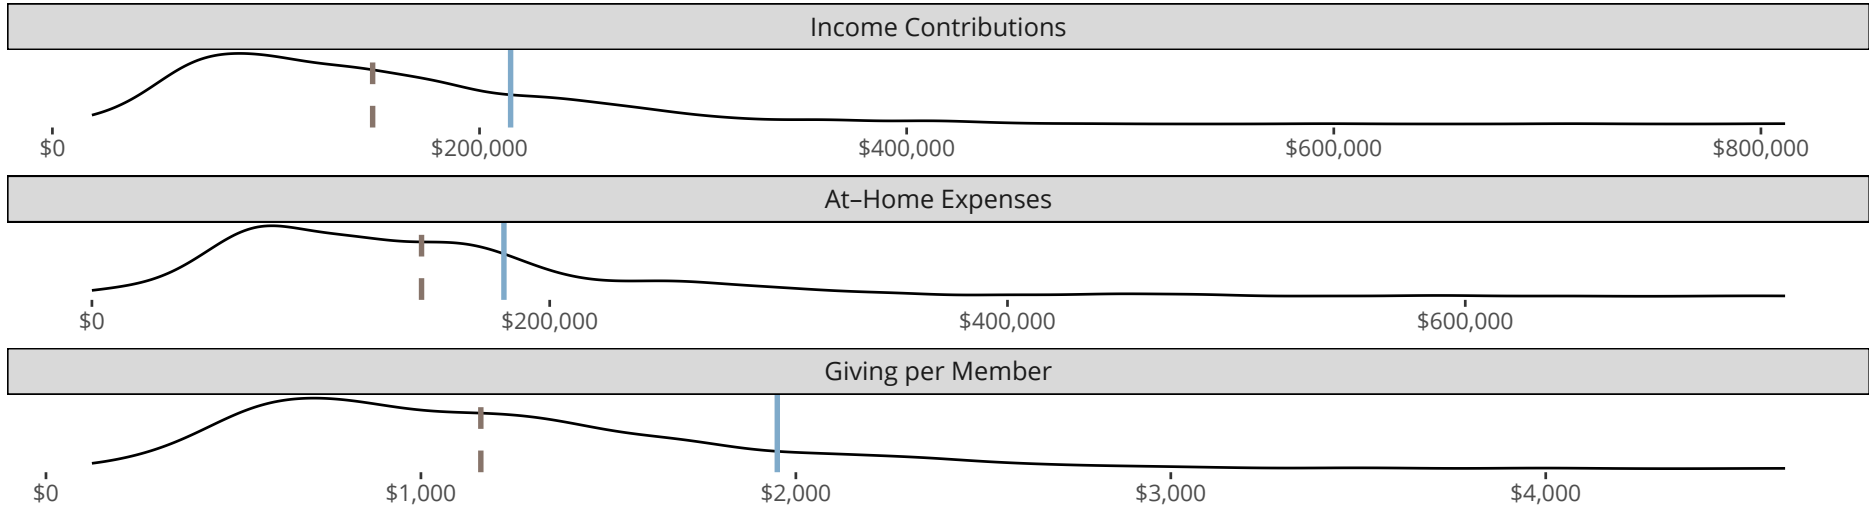 Income Contributions
$0 $200,000 $400,000 $600,000 $800,000
At–Home Expenses
$0 $200,000 $400,000 $600,000
Giving per Member
$0 $1,000 $2,000 $3,000 $4,000